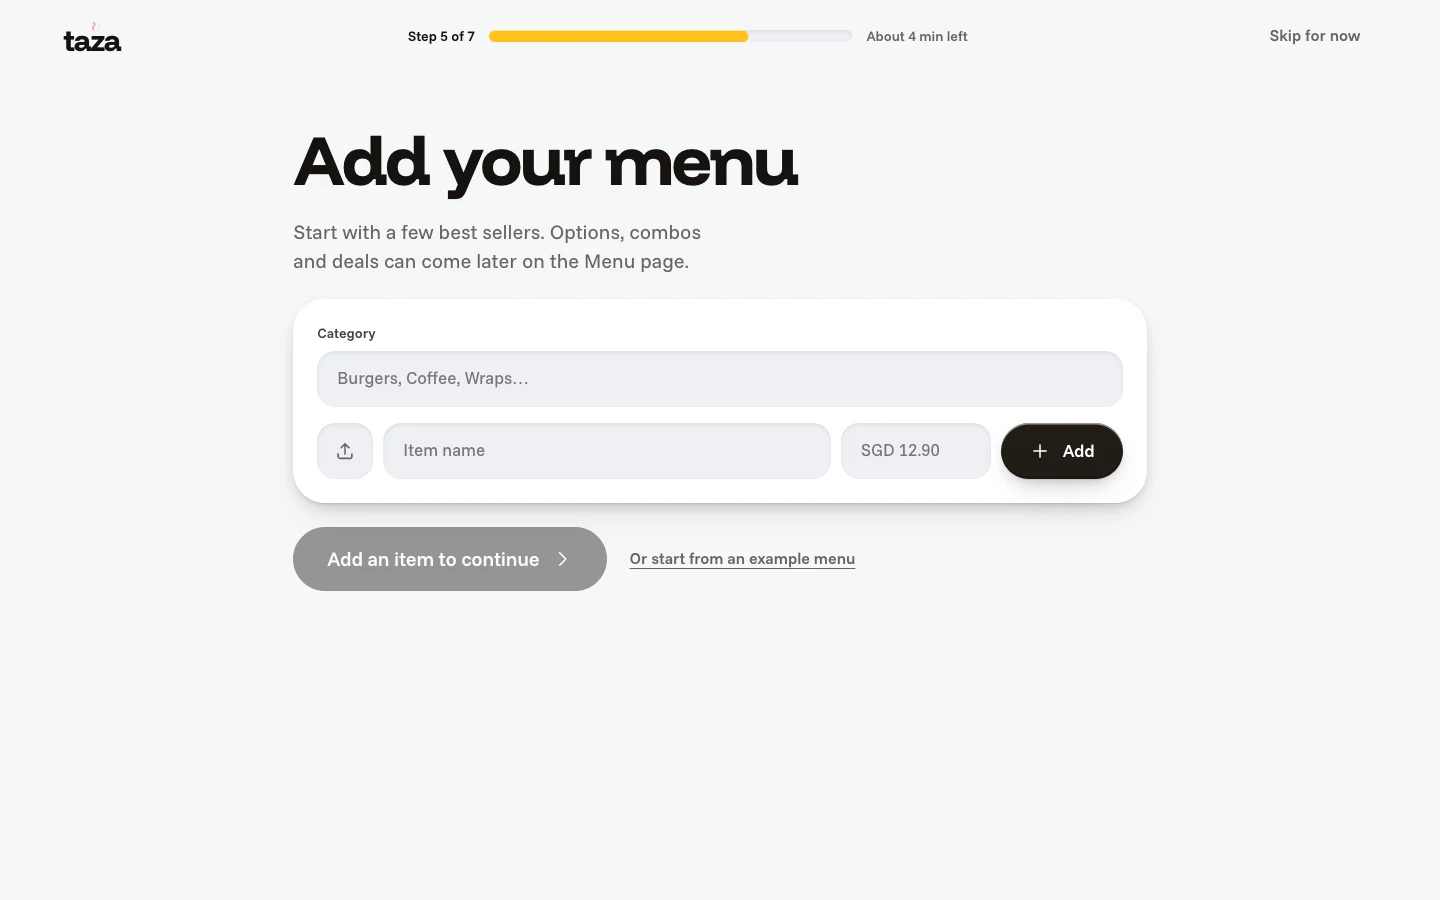 taza
Step 5 of 7
About 4 min left
Skip for now
Add your menu
Start with a few best sellers. Options, combos
and deals can come later on the Menu page.
Category
Burgers, Coffee, Wraps...
Item name
SGD 12.90
Add
Add an item to continue
Or start from an example menu